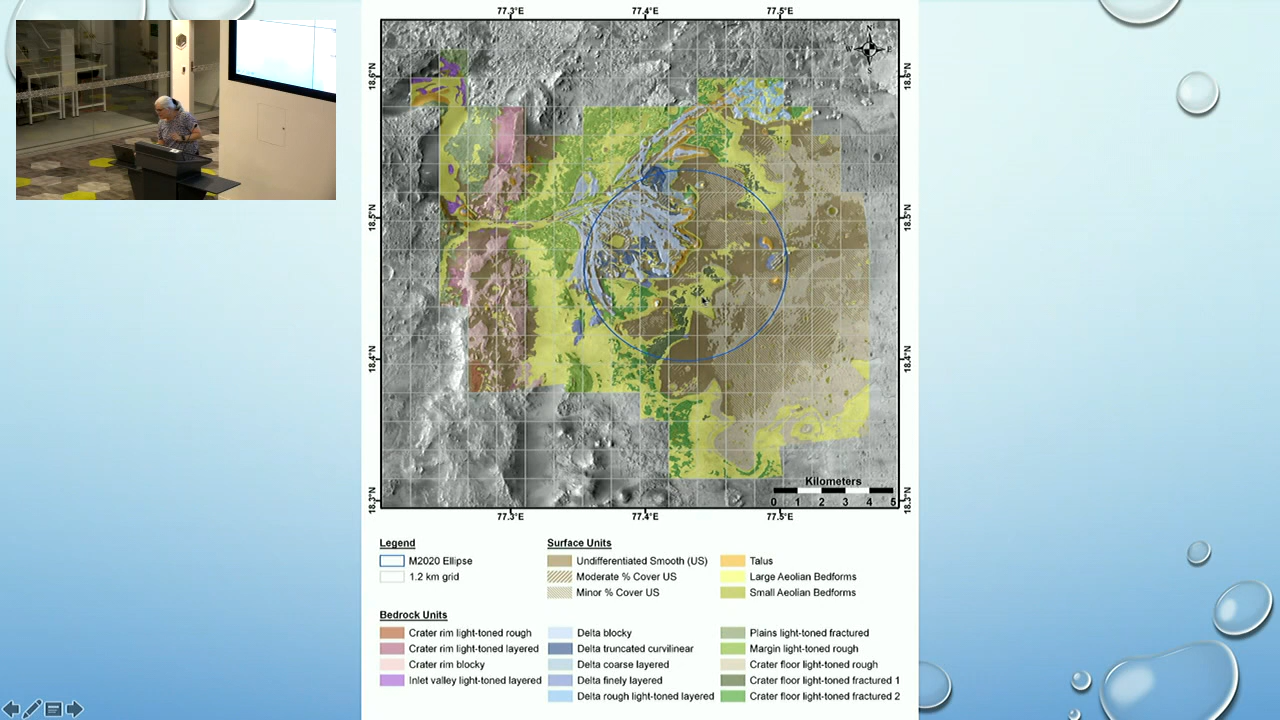 77.3°E 77.4°E 77.5°E
N
W E
S
18.6°N 18.6°N
18.5°N 18.5°N
18.4°N 18.4°N
18.3°N 18.3°N
Kilometers
0 1 2 3 4 5
77.3°E 77.4°E 77.5°E
Legend
M2020 Ellipse
1.2 km grid
Surface Units
Undifferentiated Smooth (US)
Moderate % Cover US
Minor % Cover US
Talus
Large Aeolian Bedforms
Small Aeolian Bedforms
Bedrock Units
Crater rim light-toned rough
Crater rim light-toned layered
Crater rim blocky
Inlet valley light-toned layered
Delta blocky
Delta truncated curvilinear
Delta coarse layered
Delta finely layered
Delta rough light-toned layered
Plains light-toned fractured
Margin light-toned rough
Crater floor light-toned rough
Crater floor light-toned fractured 1
Crater floor light-toned fractured 2